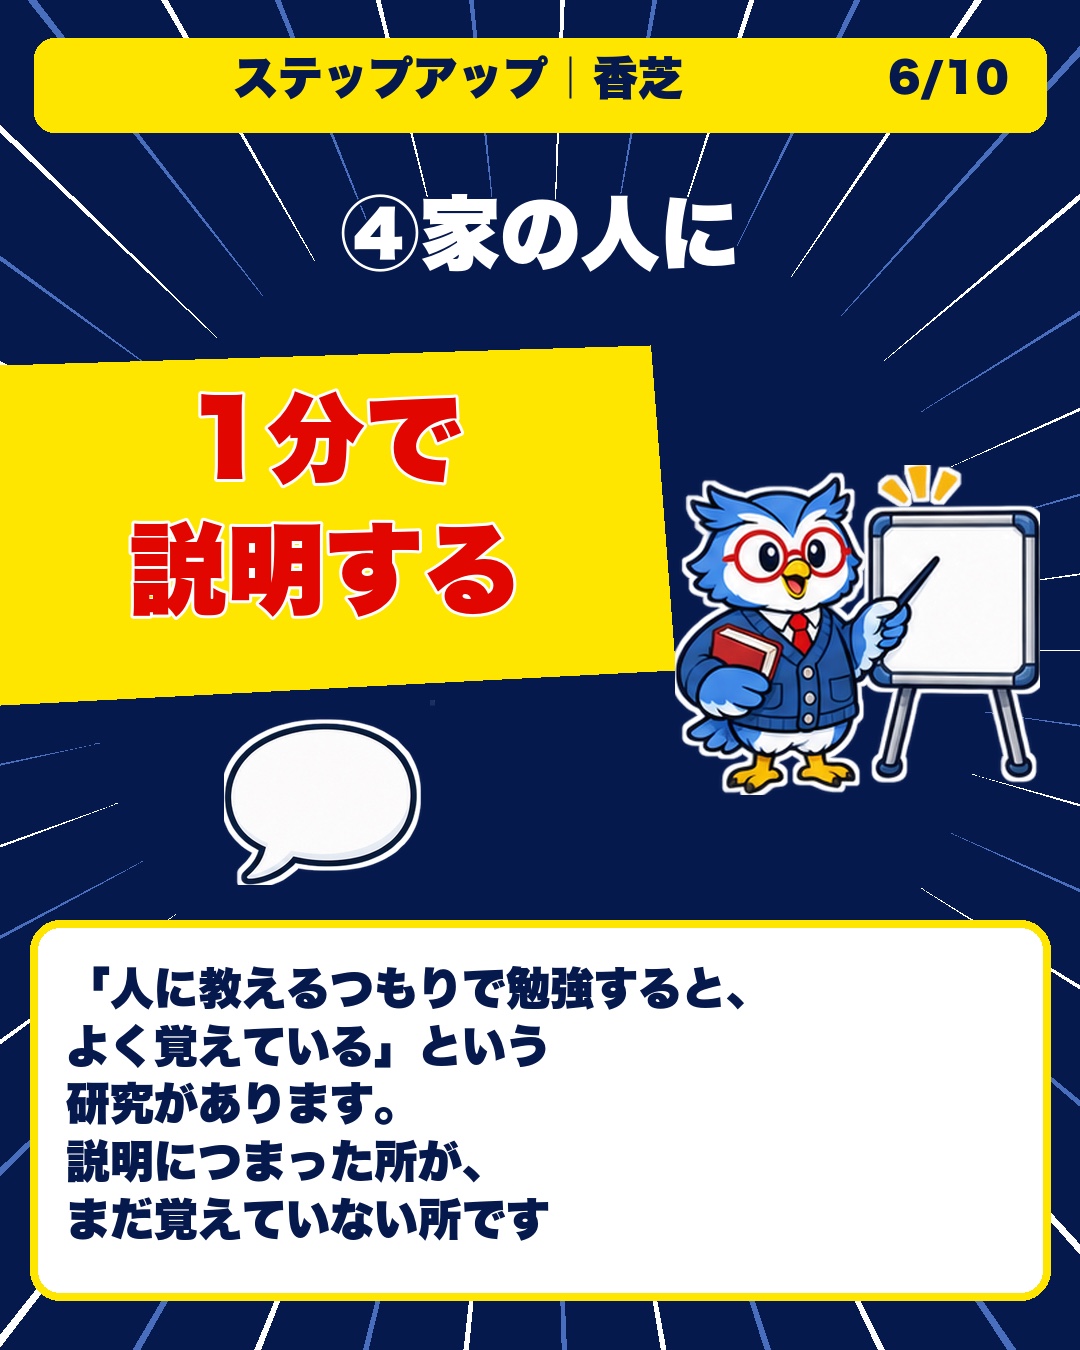 ステップアップ｜香芝
6/10
④家の人に
1分で
説明する
「人に教えるつもりで勉強すると、
よく覚えている」という
研究があります。
説明につまった所が、
まだ覚えていない所です